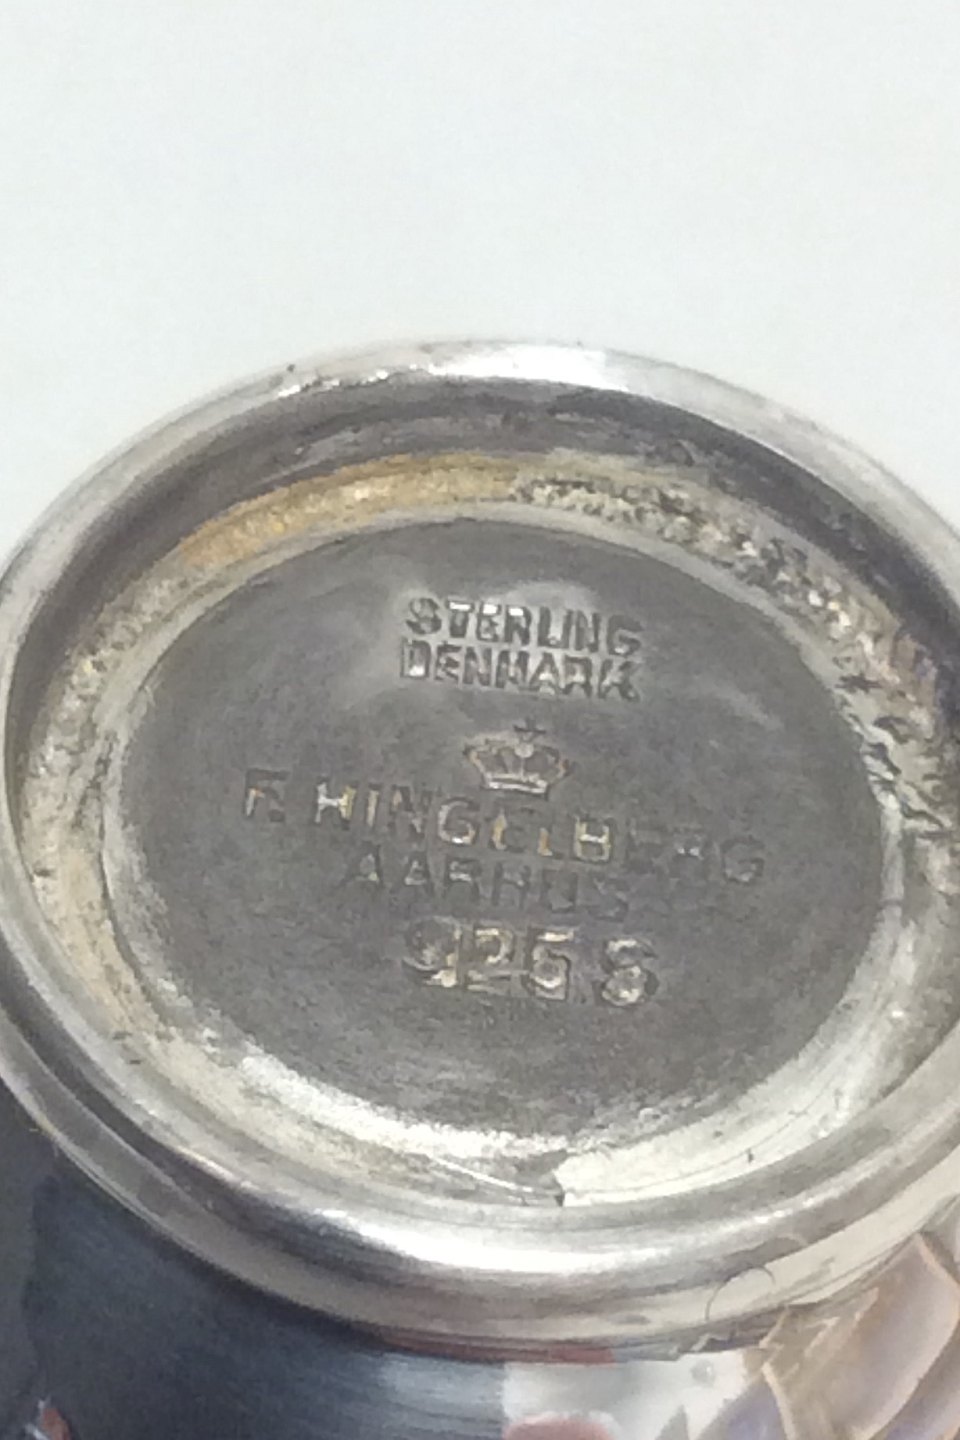 STERLING
DENMARK
F. HINGELBERG
AARHUS
925 S